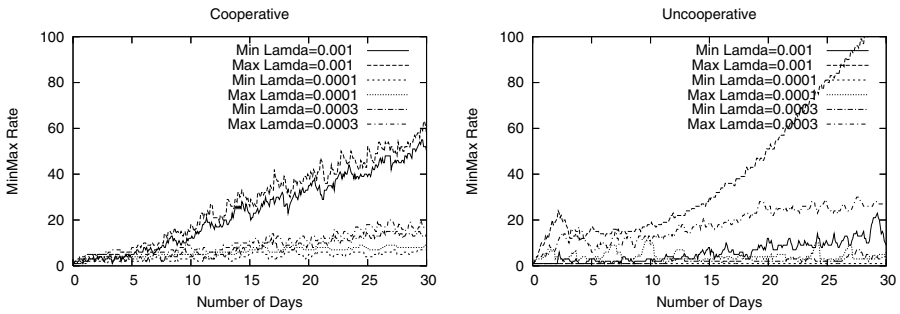 Cooperative
MinMax Rate
100
80
60
40
20
0
Min Lamda=0.001
Max Lamda=0.001
Min Lamda=0.0001
Max Lamda=0.0001
Min Lamda=0.0003
Max Lamda=0.0003
0 5 10 15 20 25 30
Number of Days
Uncooperative
MinMax Rate
100
80
60
40
20
0
Min Lamda=0.001
Max Lamda=0.001
Min Lamda=0.0001
Max Lamda=0.0001
Min Lamda=0.0003
Max Lamda=0.0003
0 5 10 15 20 25 30
Number of Days